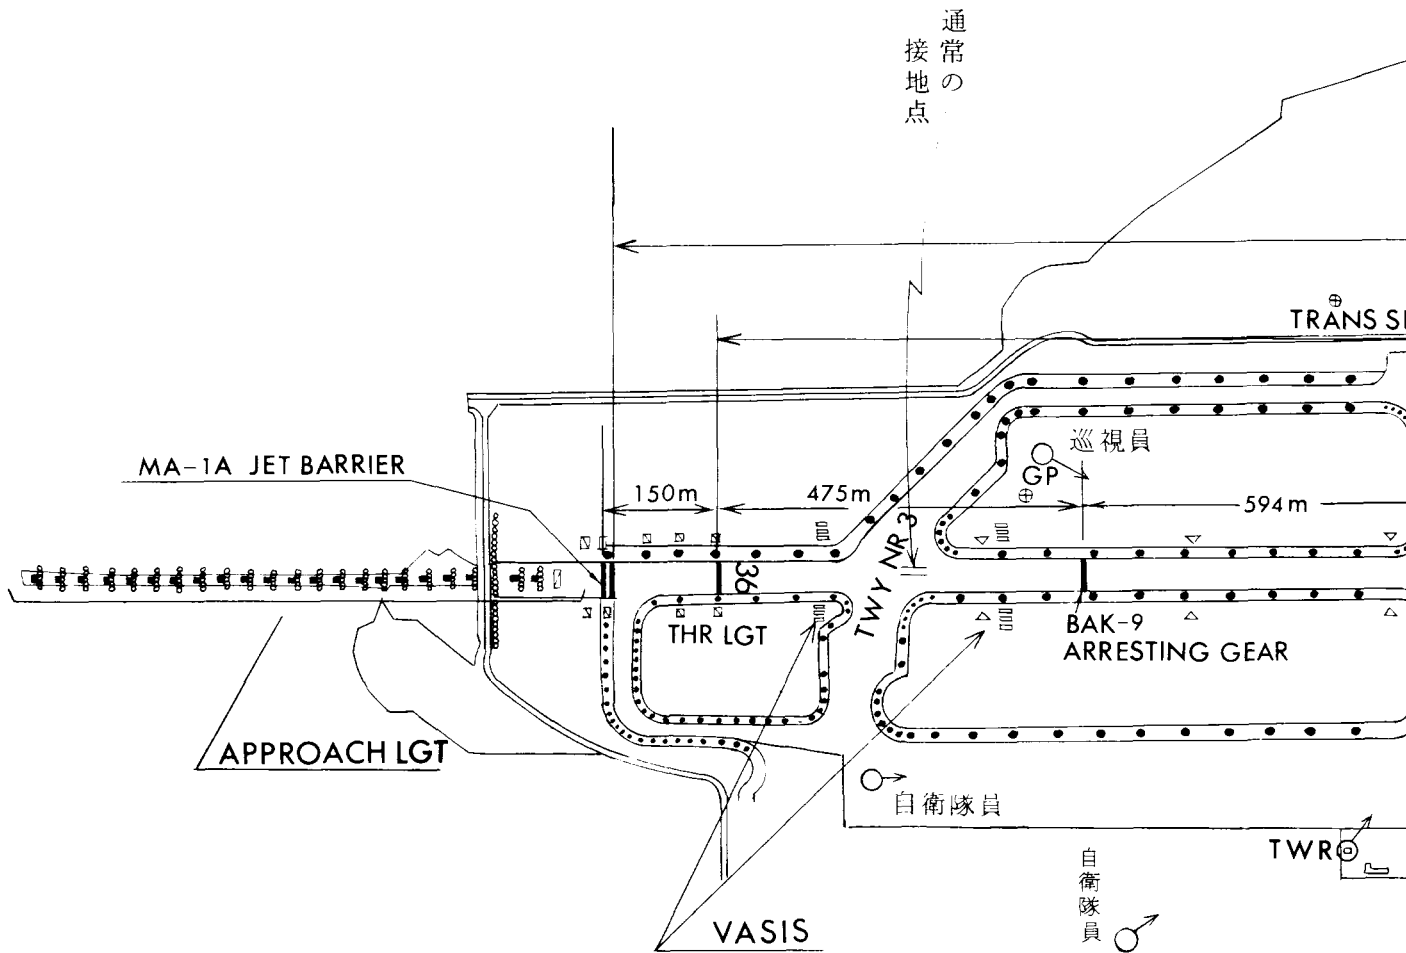 通常の
接地点
TRANS
巡視員
GP
MA-1A JET BARRIER
150m
475m
594m
TWY NR 3
36
THR LGT
BAK-9
ARRESTING GEAR
APPROACH LGT
自衛隊員
TWR
自衛隊員
VASIS